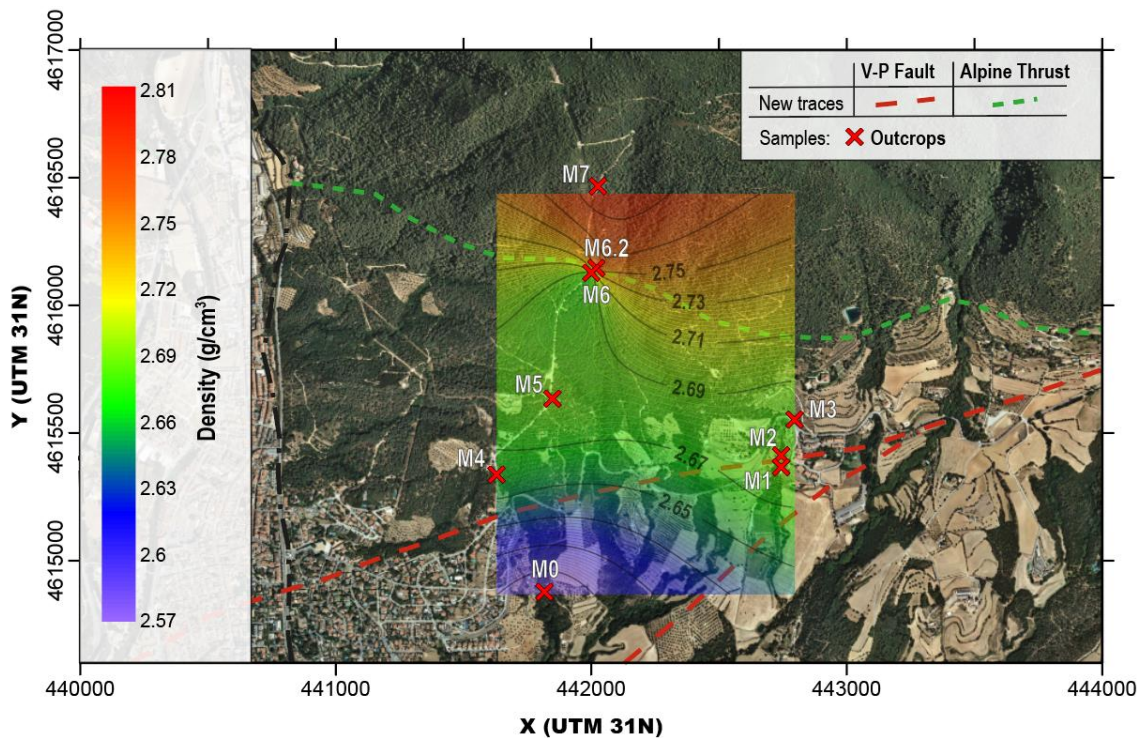 4617000
4616500
4616000
4615500
4615000
Y (UTM 31N)
2.81
2.78
2.75
2.72
2.69
2.66
2.63
2.6
2.57
Density (g/cm³)
V-P Fault Alpine Thrust
New traces
Samples: Outcrops
M7
M6.2
M6
2.75
2.73
2.71
2.69
M5
M3
M2
M4
2.67
M1
2.65
M0
440000 441000 442000 443000 444000
X (UTM 31N)